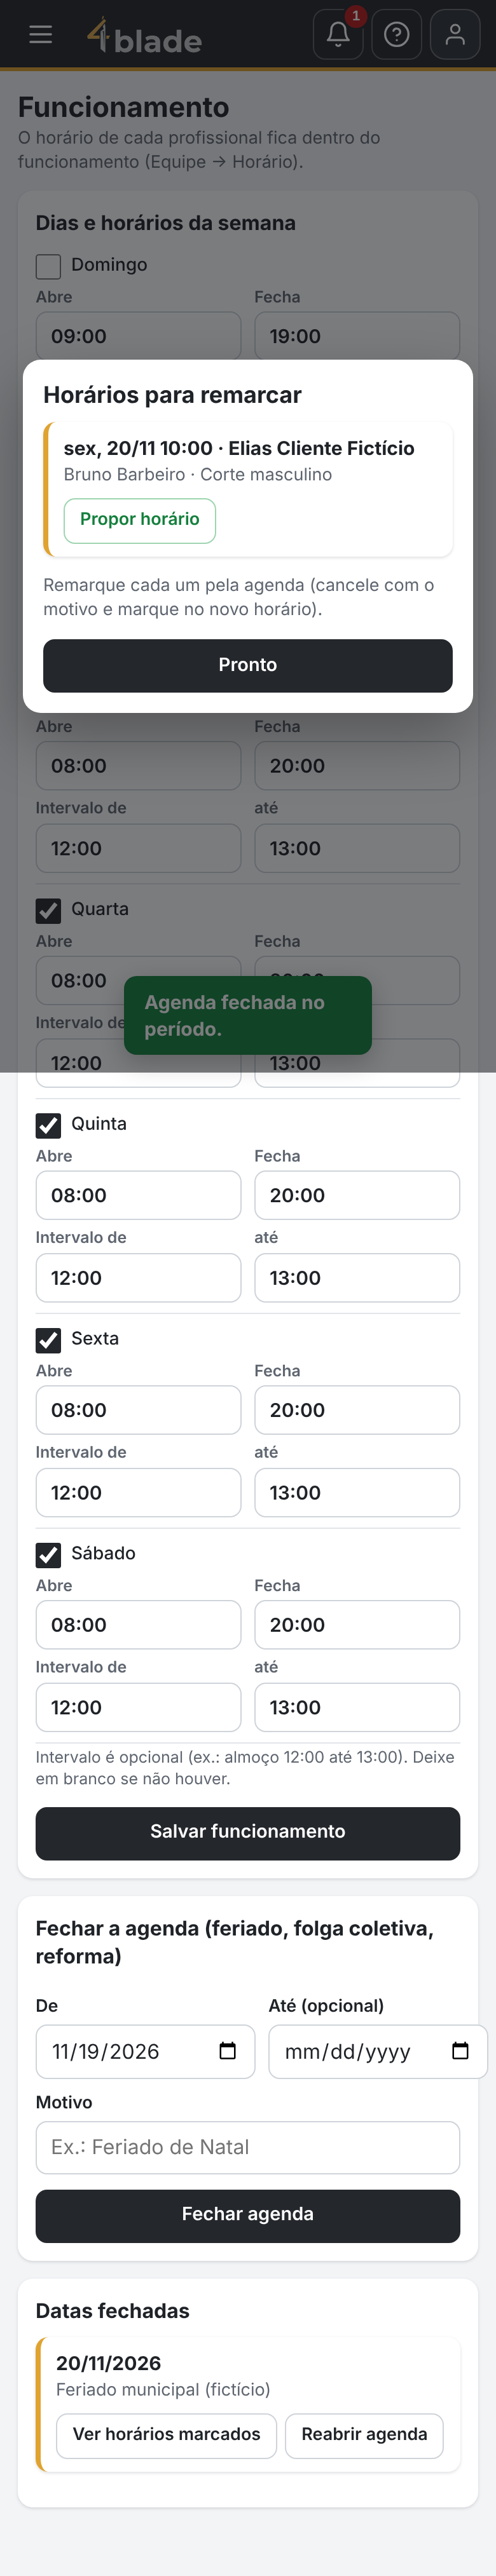 4blade
1
Funcionamento
O horário de cada profissional fica dentro do
funcionamento (Equipe → Horário).
Dias e horários da semana
Domingo
Abre
Fecha
09:00
19:00
Horários para remarcar
sex, 20/11 10:00 · Elias Cliente Fictício
Bruno Barbeiro · Corte masculino
Propor horário
Remarque cada um pela agenda (cancele com o
motivo e marque no novo horário).
Pronto
Abre
Fecha
08:00
20:00
Intervalo de
até
12:00
13:00
Quarta
Abre
Fecha
08:00
Agenda fechada no
período.
Intervalo de
12:00
13:00
Quinta
Abre
Fecha
08:00
20:00
Intervalo de
até
12:00
13:00
Sexta
Abre
Fecha
08:00
20:00
Intervalo de
até
12:00
13:00
Sábado
Abre
Fecha
08:00
20:00
Intervalo de
até
12:00
13:00
Intervalo é opcional (ex.: almoço 12:00 até 13:00). Deixe
em branco se não houver.
Salvar funcionamento
Fechar a agenda (feriado, folga coletiva,
reforma)
De
Até (opcional)
11/19/2026
mm/dd/yyyy
Motivo
Ex.: Feriado de Natal
Fechar agenda
Datas fechadas
20/11/2026
Feriado municipal (fictício)
Ver horários marcados
Reabrir agenda